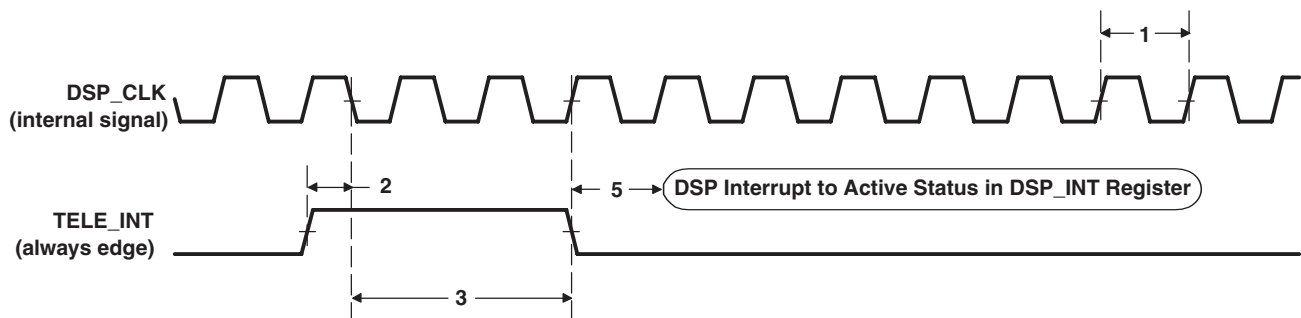 1
DSP_CLK
(internal signal)
2
5
DSP Interrupt to Active Status in DSP_INT Register
TELE_INT
(always edge)
3